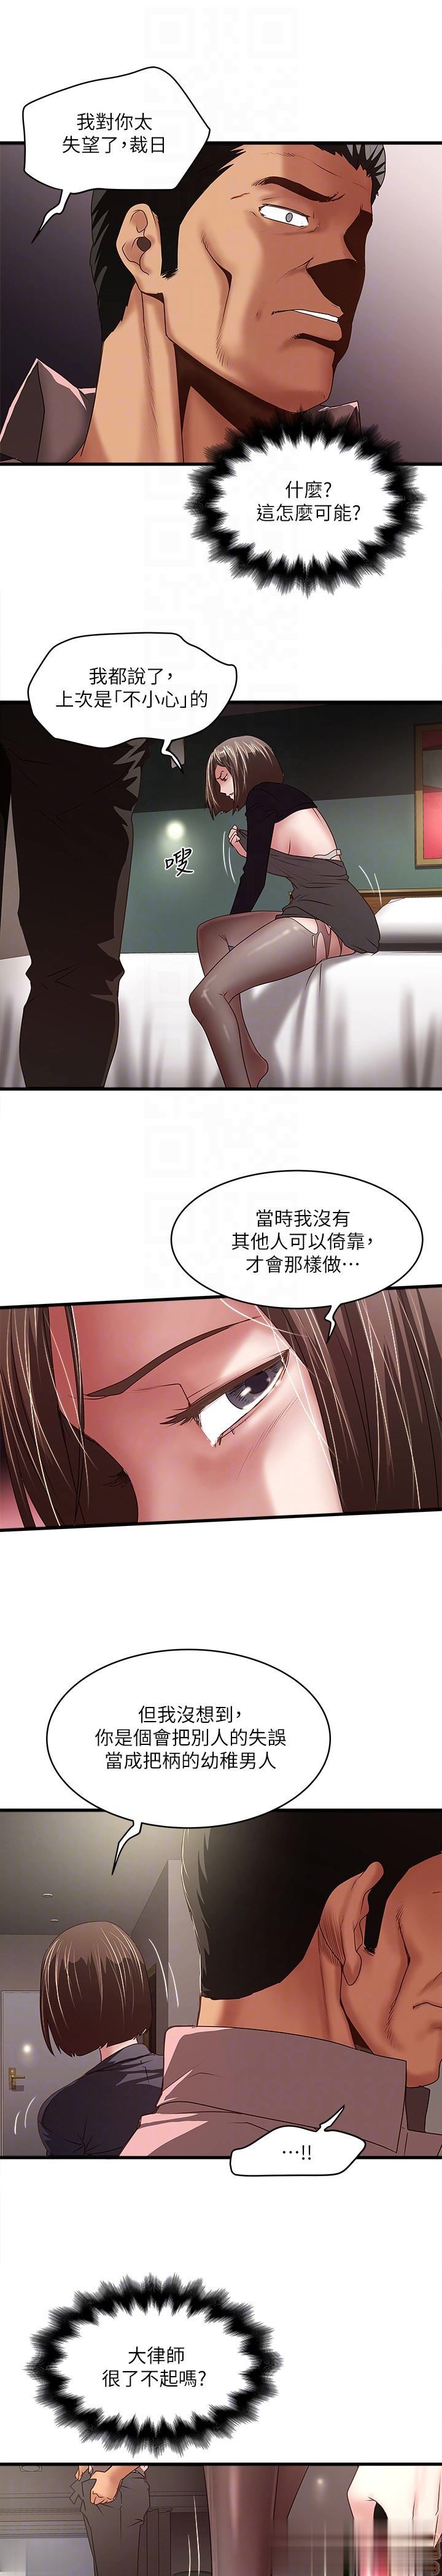 我對你太
失望了，裁日
什麼？
這怎麼可能？
我都說了，
上次是「不小心」的
嗖
當時我沒有
其他人可以倚靠，
才會那樣做…
但我沒想到，
你是個會把別人的失誤
當成把柄的幼稚男人
…!!
大律師
很了不起嗎？